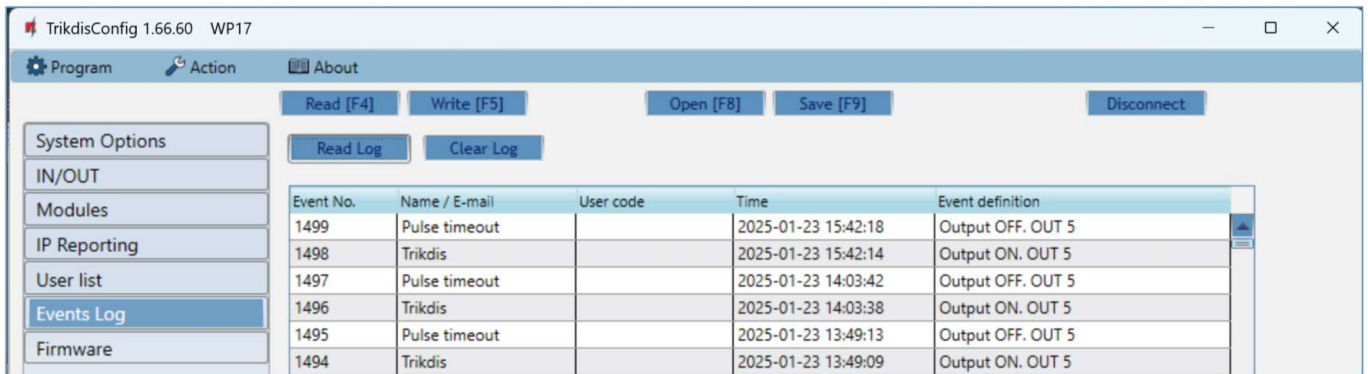 TrikdisConfig 1.66.60 WP17
Program Action About
Read [F4] Write [F5] Open [F8] Save [F9] Disconnect
System Options
IN/OUT
Modules
IP Reporting
User list
Events Log
Firmware
Read Log Clear Log
Event No. Name / E-mail User code Time Event definition
1499 Pulse timeout 2025-01-23 15:42:18 Output OFF. OUT 5
1498 Trikdis 2025-01-23 15:42:14 Output ON. OUT 5
1497 Pulse timeout 2025-01-23 14:03:42 Output OFF. OUT 5
1496 Trikdis 2025-01-23 14:03:38 Output ON. OUT 5
1495 Pulse timeout 2025-01-23 13:49:13 Output OFF. OUT 5
1494 Trikdis 2025-01-23 13:49:09 Output ON. OUT 5